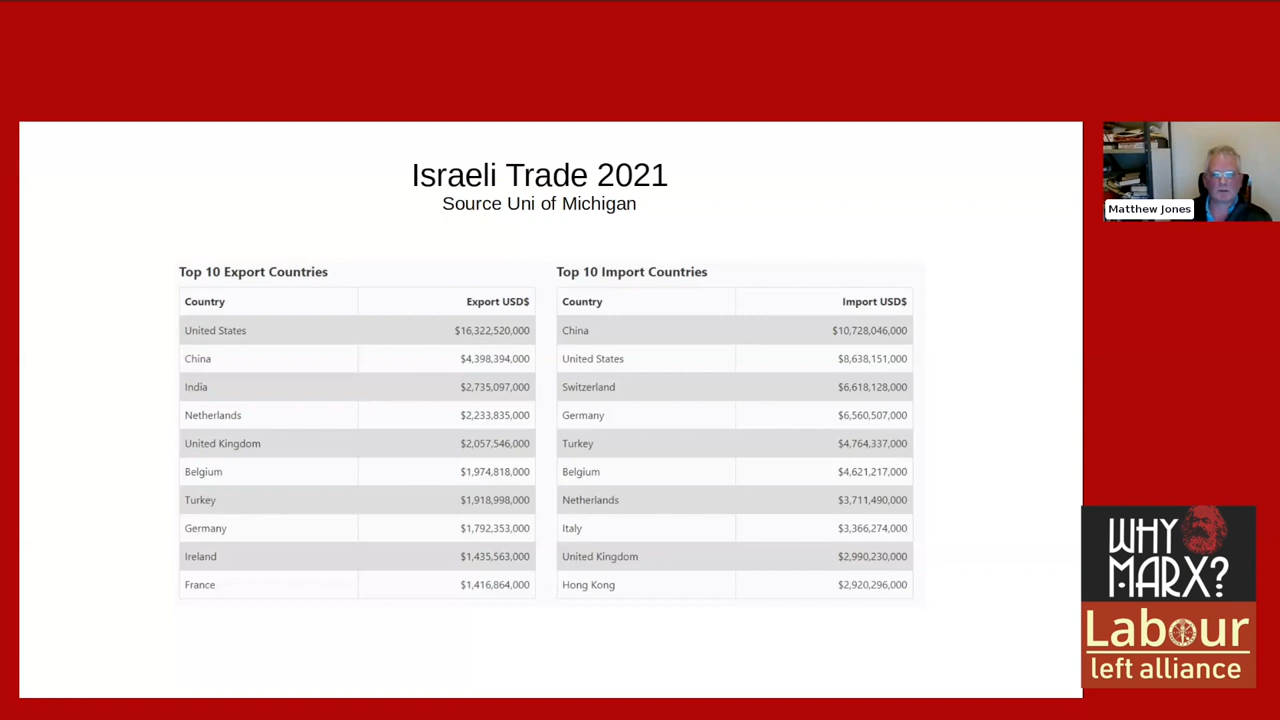 Israeli Trade 2021
Source Uni of Michigan
Top 10 Export Countries
Country Export USD$
United States $16,322,520,000
China $4,398,394,000
India $2,735,097,000
Netherlands $2,233,835,000
United Kingdom $2,057,546,000
Belgium $1,974,818,000
Turkey $1,918,998,000
Germany $1,792,353,000
Ireland $1,435,563,000
France $1,416,864,000
Top 10 Import Countries
Country Import USD$
China $10,728,046,000
United States $8,638,151,000
Switzerland $6,618,128,000
Germany $6,560,507,000
Turkey $4,764,337,000
Belgium $4,621,217,000
Netherlands $3,711,490,000
Italy $3,366,274,000
United Kingdom $2,990,230,000
Hong Kong $2,920,296,000
Matthew Jones
WHY
MARX?
Labour
left alliance